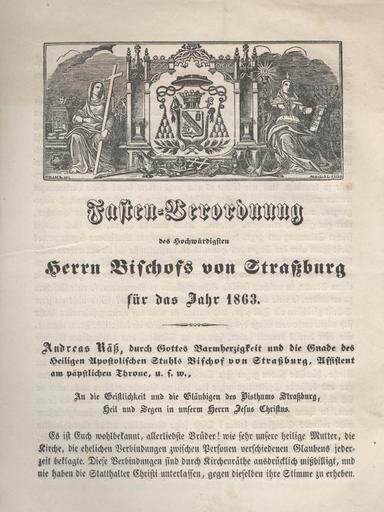 Fasten-Verordnung
des Hochwürdigsten
Herrn Bischofs von Straßburg
für das Jahr 1863.
Andreas Räß, durch Gottes Barmherzigkeit und die Gnade des
Heiligen Apostolischen Stuhls Bischof von Straßburg, Assistent
am päpstlichen Throne, u. s. w.,
An die Geistlichkeit und die Gläubigen des Bisthums Straßburg,
Heil und Segen in unserm Herrn Jesus Christus.
Es ist Euch wohlbekannt, allerliebste Brüder! wie sehr unsere heilige Mutter, die
Kirche, die ehelichen Verbindungen zwischen Personen verschiedenen Glaubens jeder-
zeit beklagte. Diese Verbindungen sind durch Kirchenräthe ausdrücklich mißbilligt, und
nie haben die Statthalter Christi unterlassen, gegen dieselben ihre Stimme zu erheben.